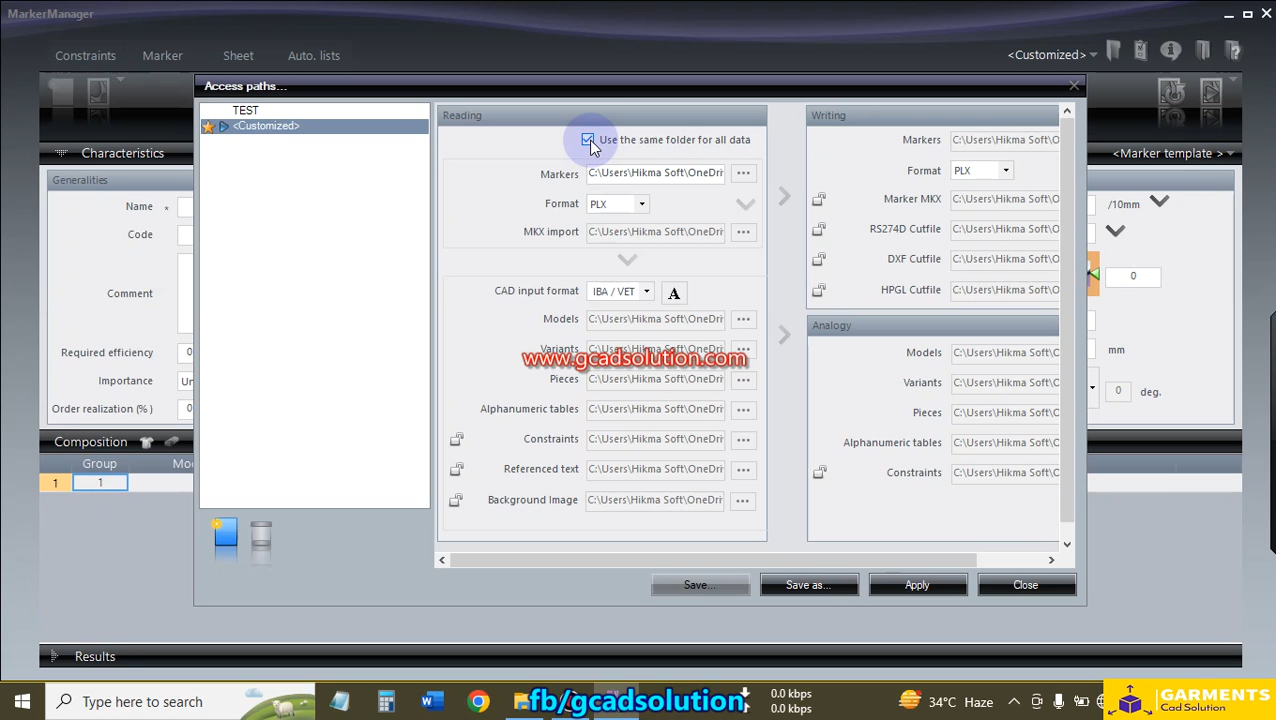 MarkerManager
Constraints Marker Sheet Auto. lists <Customized>
Access paths...
TEST
<Customized>
Characteristics
<Marker template >
Generalities
Name *
Code
Comment
Required efficiency 0
Importance Un
Order realization (%) 0
Reading
Use the same folder for all data
Markers C:\Users\Hikma Soft\OneDri ...
Format PLX
MKX import C:\Users\Hikma Soft\OneDri ...
CAD input format IBA / VET A
Models C:\Users\Hikma Soft\OneDri ...
Variants C:\Users\Hikma Soft\OneDri ...
www.gcadsolution.com
Pieces C:\Users\Hikma Soft\OneDri ...
Alphanumeric tables C:\Users\Hikma Soft\OneDri ...
Constraints C:\Users\Hikma Soft\OneDri ...
Referenced text C:\Users\Hikma Soft\OneDri ...
Background Image C:\Users\Hikma Soft\OneDri ...
Writing
Markers C:\Users\Hikma Soft\O
Format PLX
Marker MKX C:\Users\Hikma Soft\O
RS274D Cutfile C:\Users\Hikma Soft\O
DXF Cutfile C:\Users\Hikma Soft\O
HPGL Cutfile C:\Users\Hikma Soft\O
Analogy
Models C:\Users\Hikma Soft\O
Variants C:\Users\Hikma Soft\O
Pieces C:\Users\Hikma Soft\O
Alphanumeric tables C:\Users\Hikma Soft\O
Constraints C:\Users\Hikma Soft\O
/10mm
0
mm
0 deg.
Save... Save as... Apply Close
Composition
Group Mo
1 1
Results
Type here to search
fb/gcadsolution
0.0 kbps
0.0 kbps
34°C Haze
GARMENTS
Cad Solution